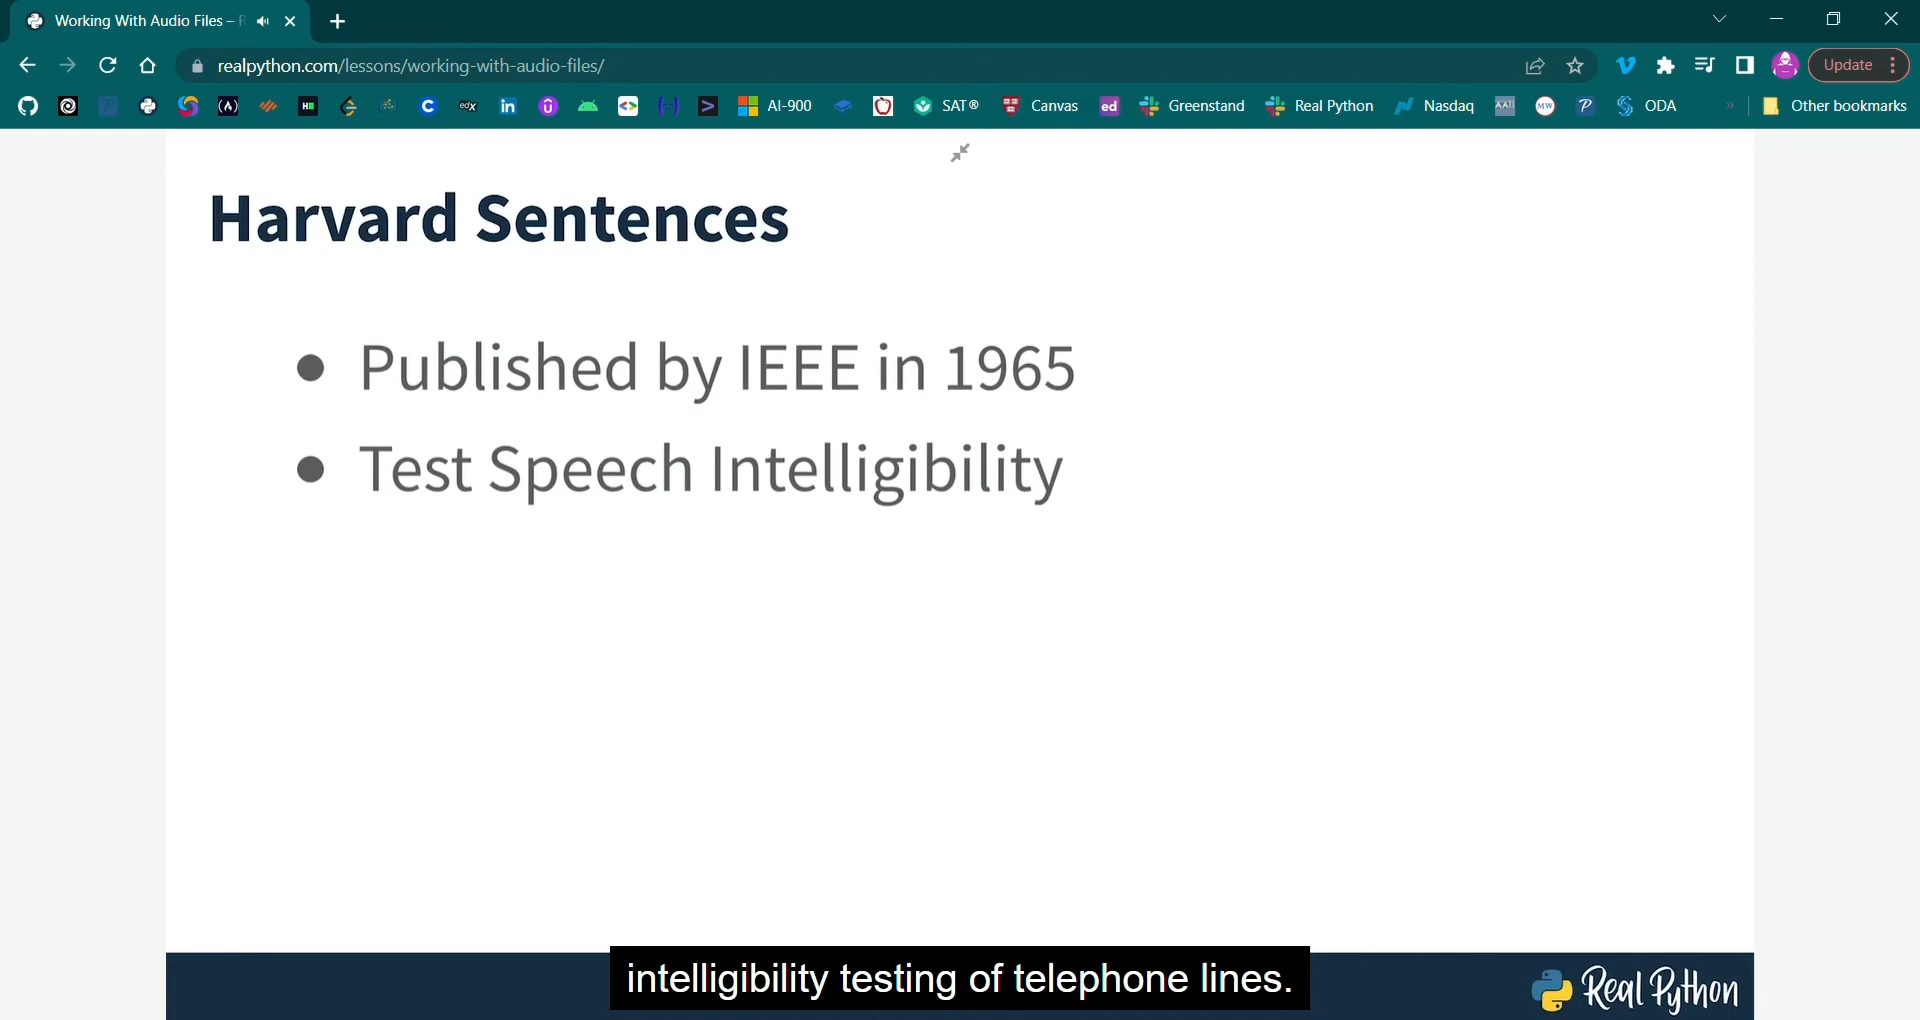 Working With Audio Files – R
realpython.com/lessons/working-with-audio-files/
Update
AI-900
SAT®
Canvas
ed
Greenstand
Real Python
Nasdaq
MW
ODA
Other bookmarks
Harvard Sentences
• Published by IEEE in 1965
• Test Speech Intelligibility
intelligibility testing of telephone lines.
Real Python